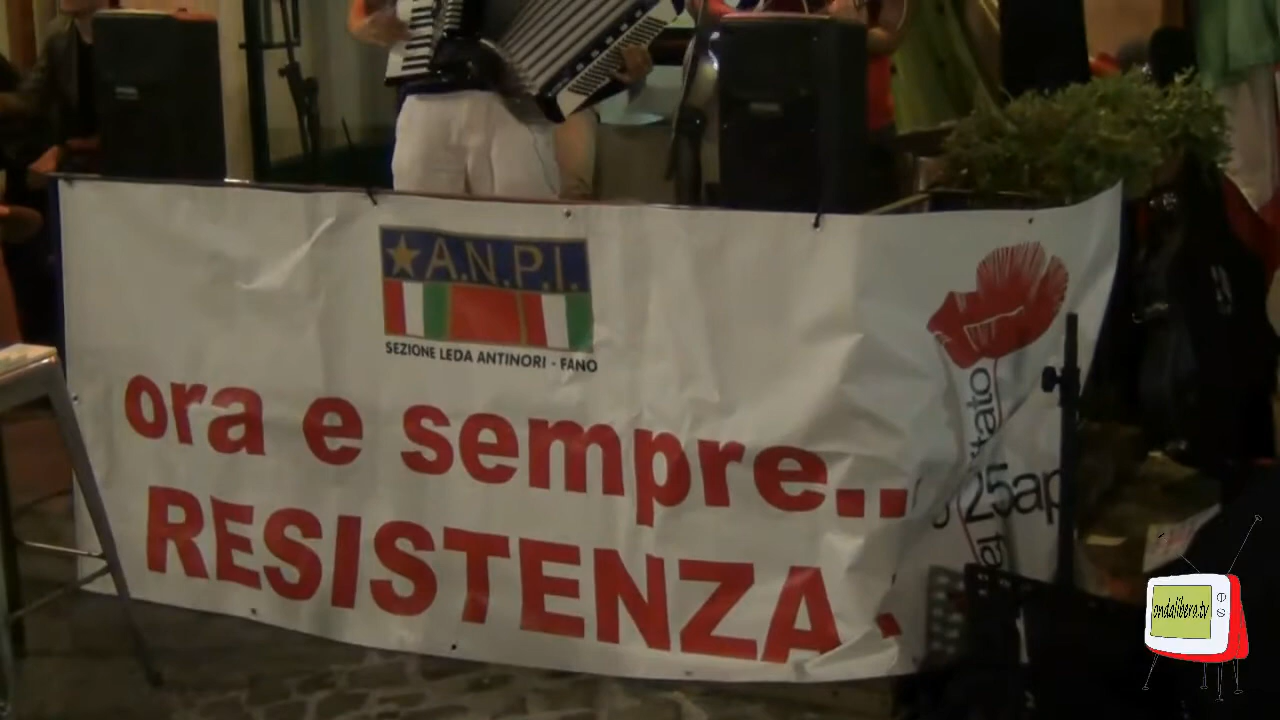 A.N.P.I.
SEZIONE LEDA ANTINORI - FANO
ora e sempre..
RESISTENZA.
25ap
ondalibera.tv